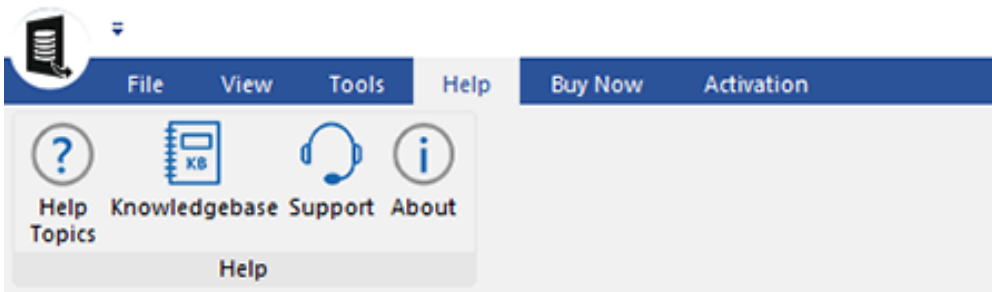 File View Tools Help Buy Now Activation
KB
Help Topics Knowledgebase Support About
Help